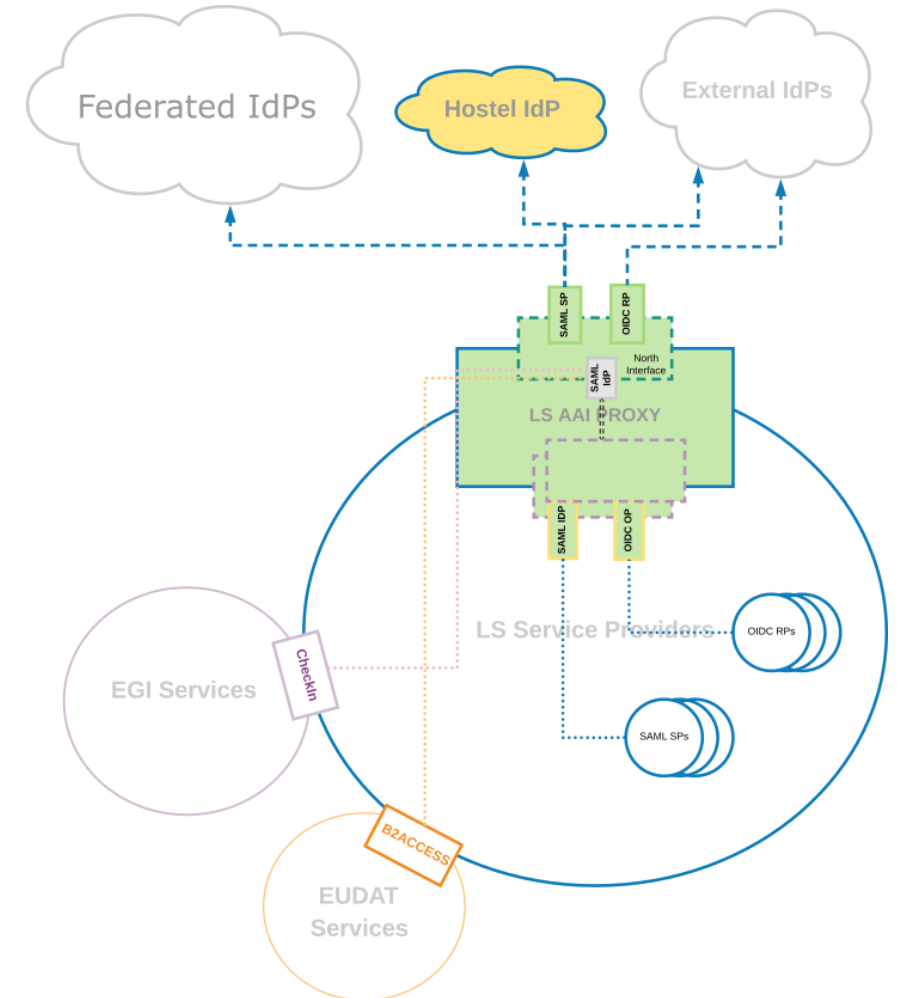 Federated IdPs
Hostel IdP
External IdPs
SAML SP
OIDC RP
North
Interface
SAML
IdP
LS AAI PROXY
SAML IDP
OIDC OP
LS Service Providers
OIDC RPs
EGI Services
CheckIn
SAML SPs
B2ACCESS
EUDAT
Services